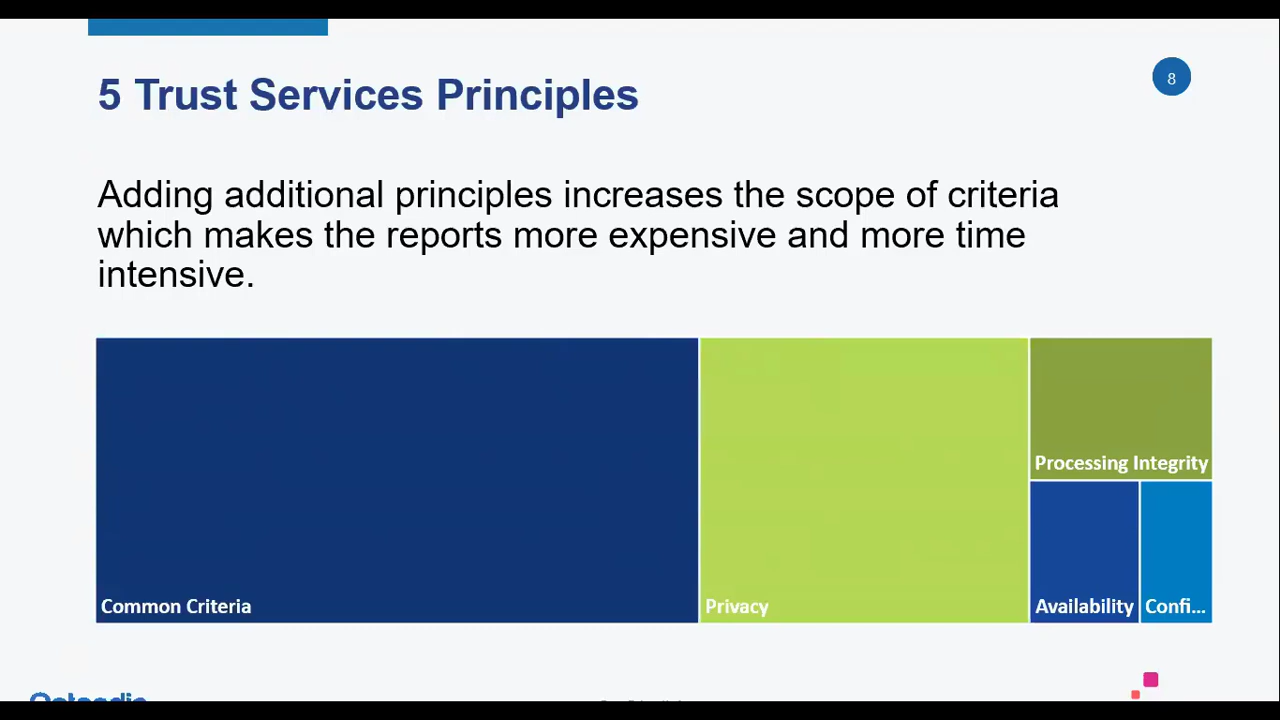 5 Trust Services Principles
8
Adding additional principles increases the scope of criteria
which makes the reports more expensive and more time
intensive.
Processing Integrity
Common Criteria
Privacy
Availability
Confi...